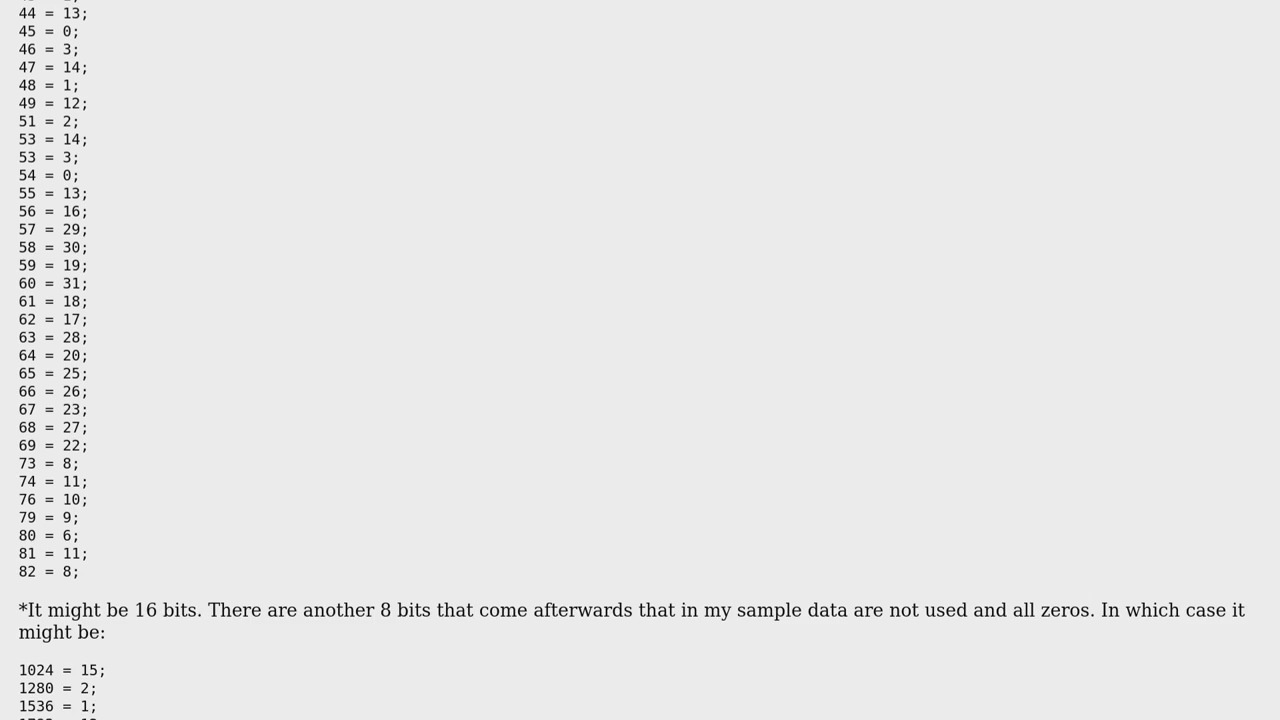 44 = 13;
45 = 0;
46 = 3;
47 = 14;
48 = 1;
49 = 12;
51 = 2;
53 = 14;
53 = 3;
54 = 0;
55 = 13;
56 = 16;
57 = 29;
58 = 30;
59 = 19;
60 = 31;
61 = 18;
62 = 17;
63 = 28;
64 = 20;
65 = 25;
66 = 26;
67 = 23;
68 = 27;
69 = 22;
73 = 8;
74 = 11;
76 = 10;
79 = 9;
80 = 6;
81 = 11;
82 = 8;
*It might be 16 bits. There are another 8 bits that come afterwards that in my sample data are not used and all zeros. In which case it
might be:
1024 = 15;
1280 = 2;
1536 = 1;